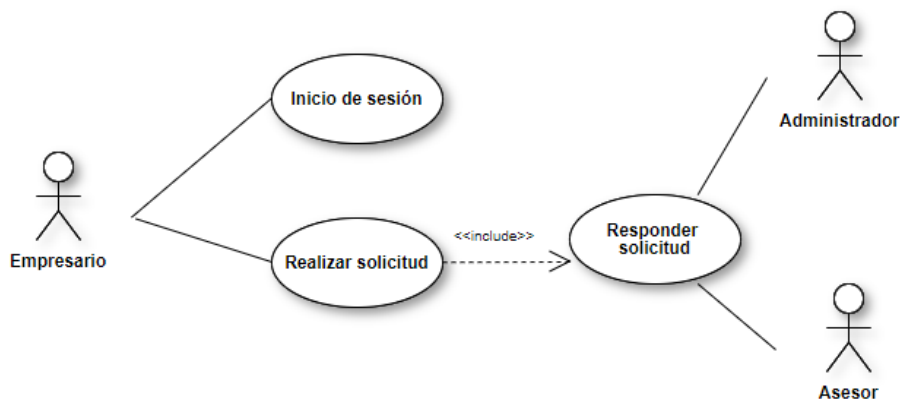 Inicio de sesión
Administrador
Empresario
Realizar solicitud
<<include>>
Responder
solicitud
Asesor